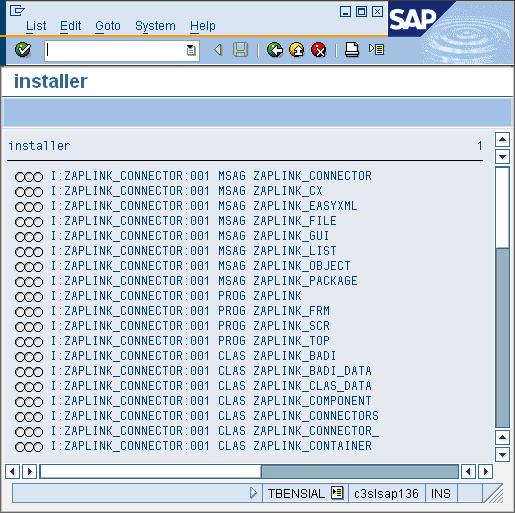 List Edit Goto System Help
SAP
installer
installer 1
I:ZAPLINK_CONNECTOR:001 MSAG ZAPLINK_CONNECTOR
I:ZAPLINK_CONNECTOR:001 MSAG ZAPLINK_CX
I:ZAPLINK_CONNECTOR:001 MSAG ZAPLINK_EASYXML
I:ZAPLINK_CONNECTOR:001 MSAG ZAPLINK_FILE
I:ZAPLINK_CONNECTOR:001 MSAG ZAPLINK_GUI
I:ZAPLINK_CONNECTOR:001 MSAG ZAPLINK_LIST
I:ZAPLINK_CONNECTOR:001 MSAG ZAPLINK_OBJECT
I:ZAPLINK_CONNECTOR:001 MSAG ZAPLINK_PACKAGE
I:ZAPLINK_CONNECTOR:001 PROG ZAPLINK
I:ZAPLINK_CONNECTOR:001 PROG ZAPLINK_FRM
I:ZAPLINK_CONNECTOR:001 PROG ZAPLINK_SCR
I:ZAPLINK_CONNECTOR:001 PROG ZAPLINK_TOP
I:ZAPLINK_CONNECTOR:001 CLAS ZAPLINK_BADI
I:ZAPLINK_CONNECTOR:001 CLAS ZAPLINK_BADI_DATA
I:ZAPLINK_CONNECTOR:001 CLAS ZAPLINK_CLAS_DATA
I:ZAPLINK_CONNECTOR:001 CLAS ZAPLINK_COMPONENT
I:ZAPLINK_CONNECTOR:001 CLAS ZAPLINK_CONNECTORS
I:ZAPLINK_CONNECTOR:001 CLAS ZAPLINK_CONNECTOR_
I:ZAPLINK_CONNECTOR:001 CLAS ZAPLINK_CONTAINER
TBENSIAL c3slsap136 INS